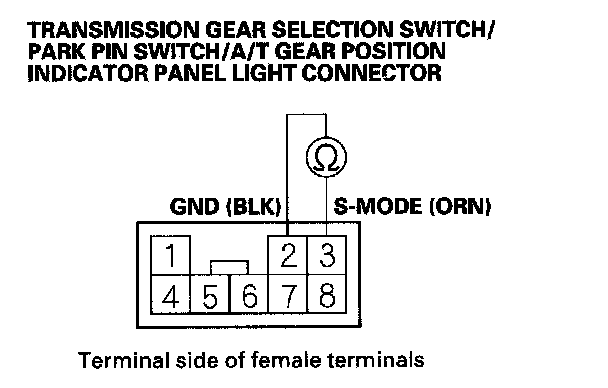 TRANSMISSION GEAR SELECTION SWITCH/
PARK PIN SWITCH/A/T GEAR POSITION
INDICATOR PANEL LIGHT CONNECTOR
Ω
GND (BLK) S-MODE (ORN)
1 2 3
4 5 6 7 8
Terminal side of female terminals